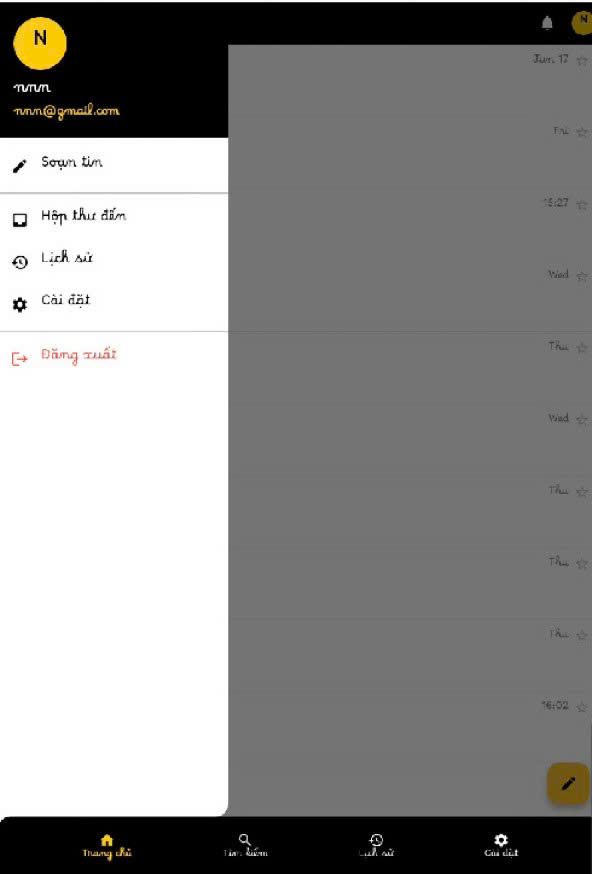 N
N
nnn
nnn@gmail.com
Soạn tin
Hộp thư đến
Lịch sử
Cài đặt
Đăng xuất
Jun 17
Fri
15:27
Wed
Thu
Wed
Thu
Thu
Thu
16:02
Trang chủ
Tìm kiếm
Lịch sử
Cài đặt